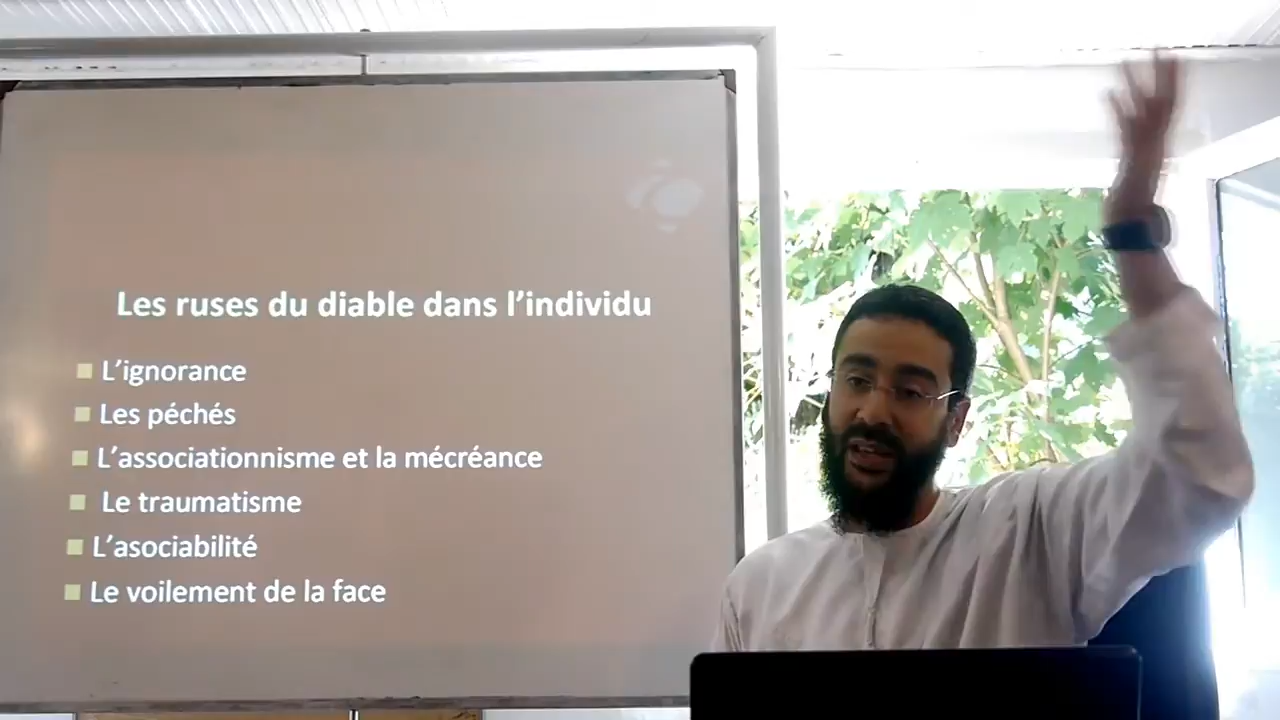 Les ruses du diable dans l’individu
L’ignorance
Les péchés
L’associationnisme et la mécréance
Le traumatisme
L’asociabilité
Le voilement de la face